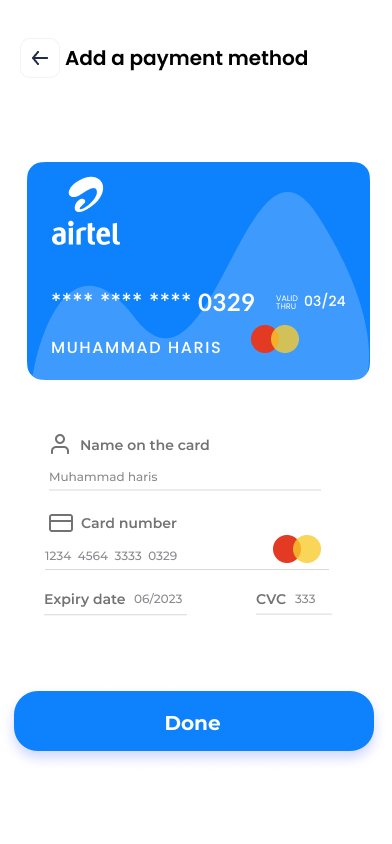 Add a payment method
airtel
**** **** **** 0329
VALID
THRU
03/24
MUHAMMAD HARIS
Name on the card
Muhammad haris
Card number
1234 4564 3333 0329
Expiry date 06/2023
CVC 333
Done